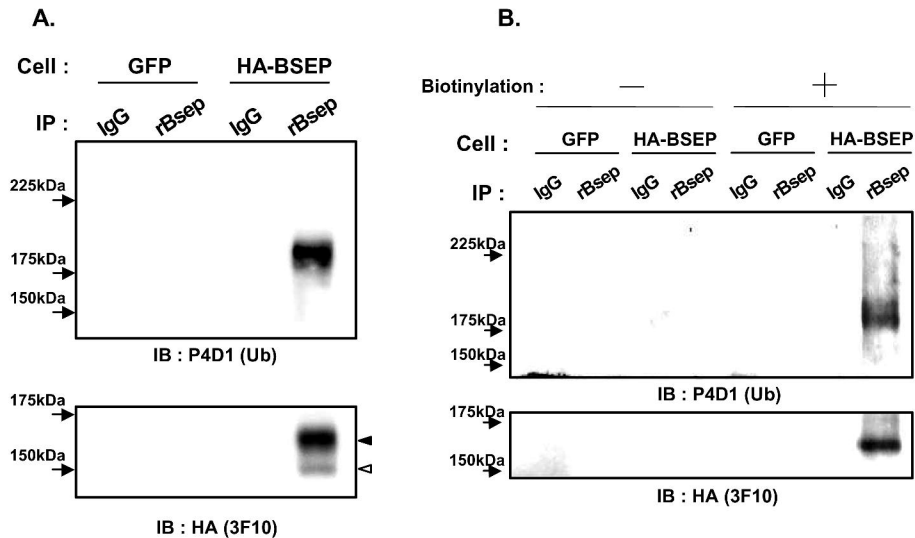 A.
Cell : GFP HA-BSEP
IP : IgG rBsep IgG rBsep
225kDa
175kDa
150kDa
IB : P4D1 (Ub)
175kDa
150kDa
IB : HA (3F10)
B.
Biotinylation : — +
Cell : GFP HA-BSEP GFP HA-BSEP
IP : IgG rBsep IgG rBsep IgG rBsep IgG rBsep
225kDa
175kDa
150kDa
IB : P4D1 (Ub)
175kDa
150kDa
IB : HA (3F10)